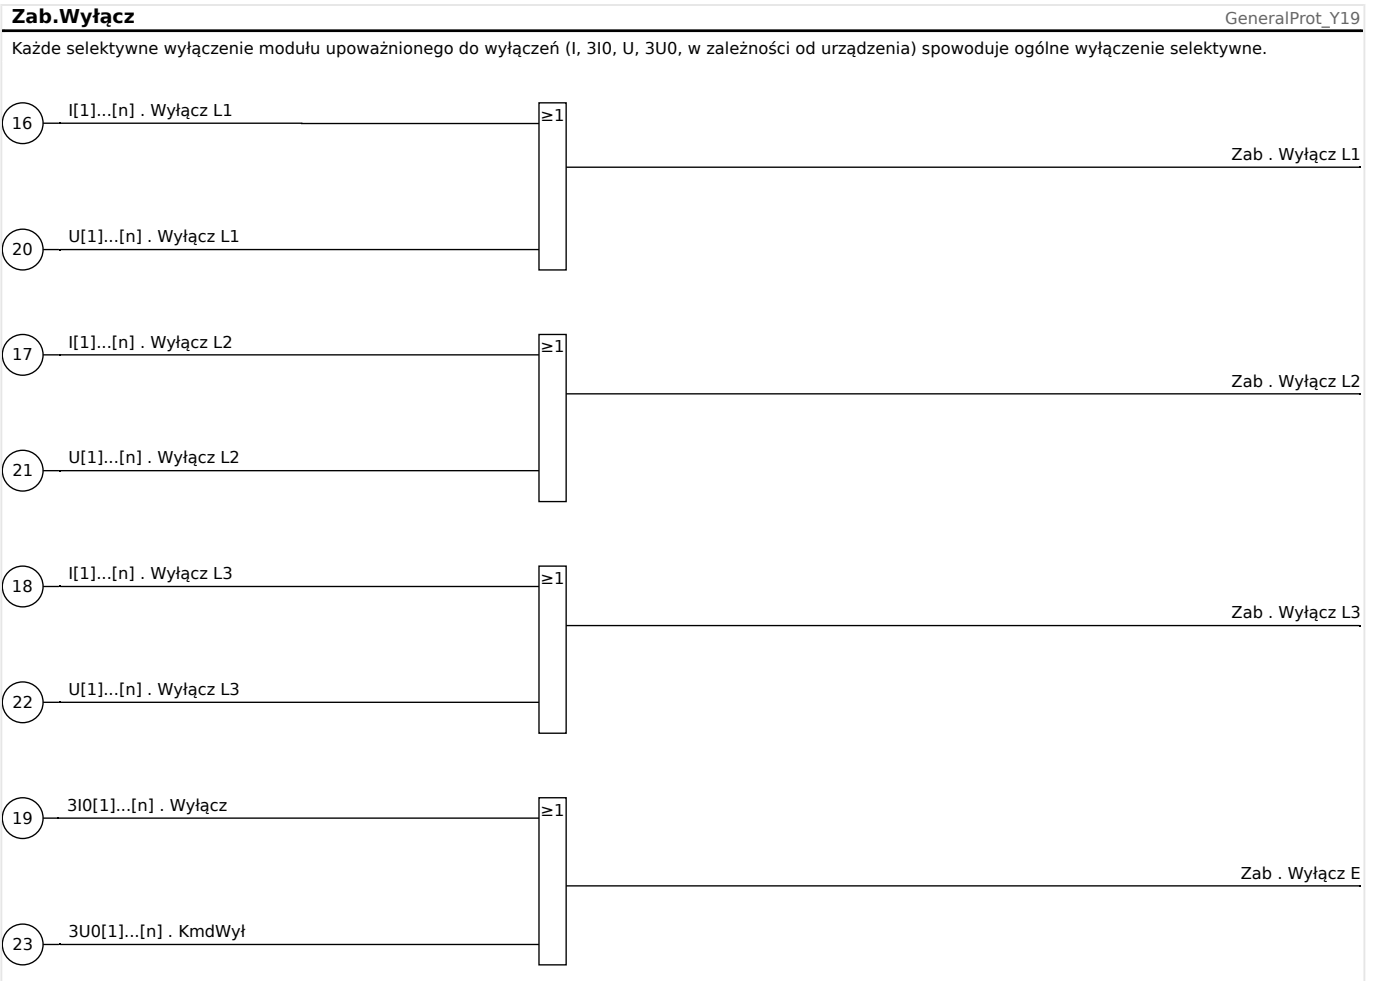 Zab.Wyłącz
GeneralProt_Y19
Każde selektywne wyłączenie modułu upoważnionego do wyłączeń (I, 3I0, U, 3U0, w zależności od urządzenia) spowoduje ogólne wyłączenie selektywne.
I[1]...[n] . Wyłącz L1
16
≥1
Zab . Wyłącz L1
U[1]...[n] . Wyłącz L1
20
I[1]...[n] . Wyłącz L2
17
≥1
Zab . Wyłącz L2
U[1]...[n] . Wyłącz L2
21
I[1]...[n] . Wyłącz L3
18
≥1
Zab . Wyłącz L3
U[1]...[n] . Wyłącz L3
22
3I0[1]...[n] . Wyłącz
19
≥1
Zab . Wyłącz E
3U0[1]...[n] . KmdWył
23